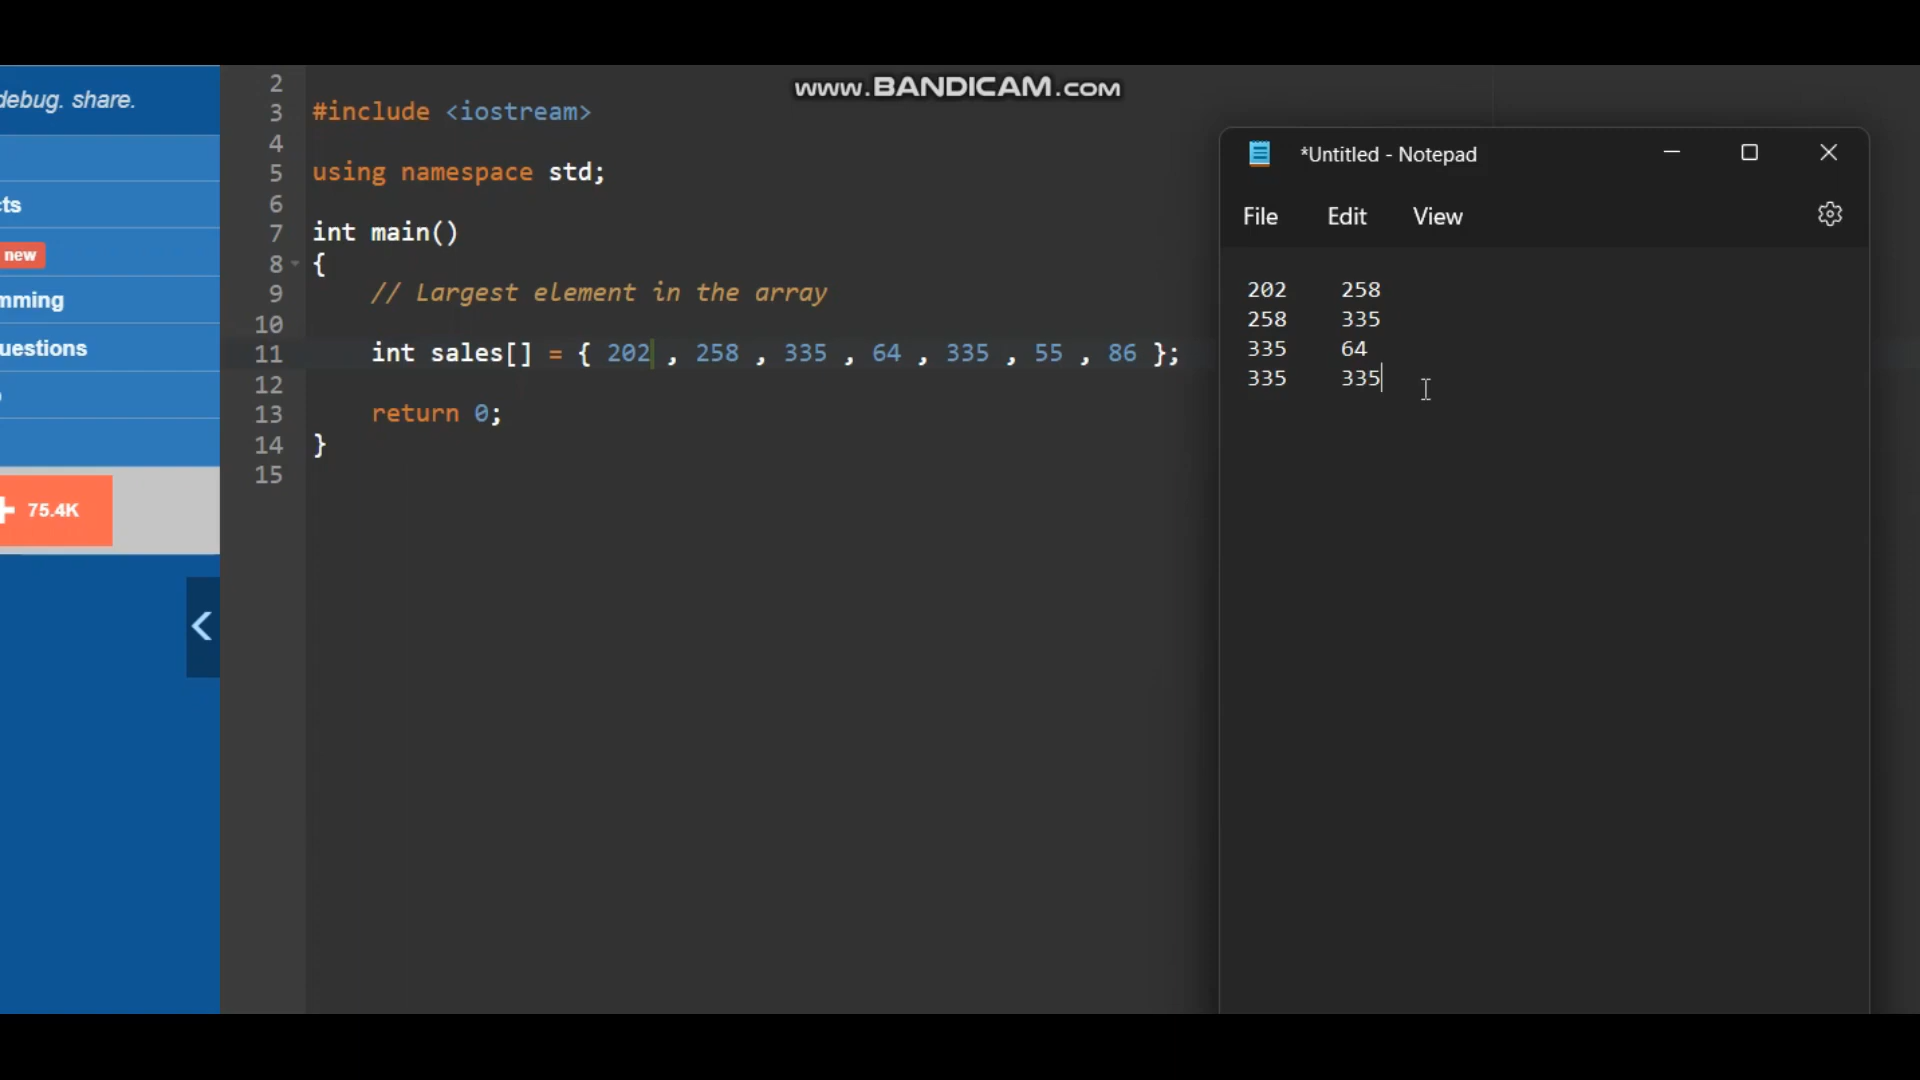 www.BANDICAM.com
debug. share.
cts
new
mming
uestions
75.4K
2
3 #include <iostream>
4
5 using namespace std;
6
7 int main()
8 {
9 // Largest element in the array
10
11 int sales[] = { 202 , 258 , 335 , 64 , 335 , 55 , 86 };
12
13 return 0;
14 }
15
*Untitled - Notepad
File Edit View
202 258
258 335
335 64
335 335